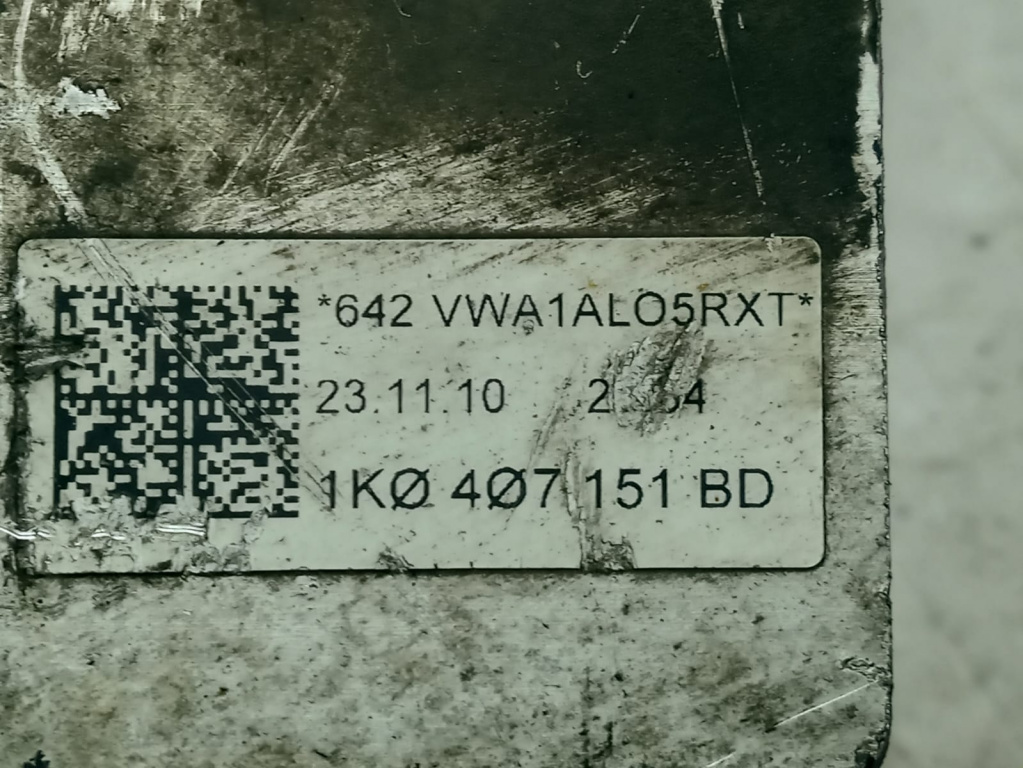 *642 VWA1ALO5RXT*
23.11.10
1KØ 4Ø7 151 BD